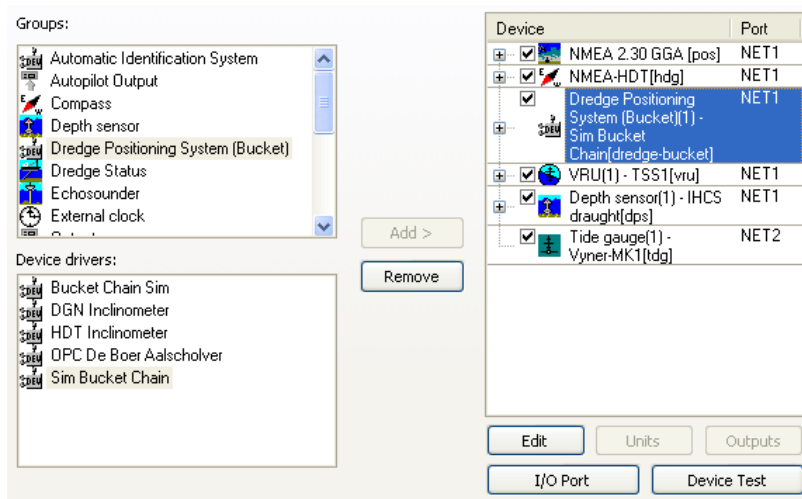 Groups:
Automatic Identification System
Autopilot Output
Compass
Depth sensor
Dredge Positioning System (Bucket)
Dredge Status
Echosounder
External clock
Device drivers:
Bucket Chain Sim
DGN Inclinometer
HDT Inclinometer
OPC De Boer Aalscholver
Sim Bucket Chain
Add >
Remove
Device Port
NMEA 2.30 GGA [pos] NET1
NMEA-HDT[hdg] NET1
Dredge Positioning NET1
System (Bucket)(1) -
Sim Bucket
Chain[dredge-bucket]
VRU(1) - TSS1[vru] NET1
Depth sensor(1) - IHCS NET1
draught[dps]
Tide gauge(1) - NET2
Vyner-MK1[tdg]
Edit Units Outputs
I/O Port Device Test